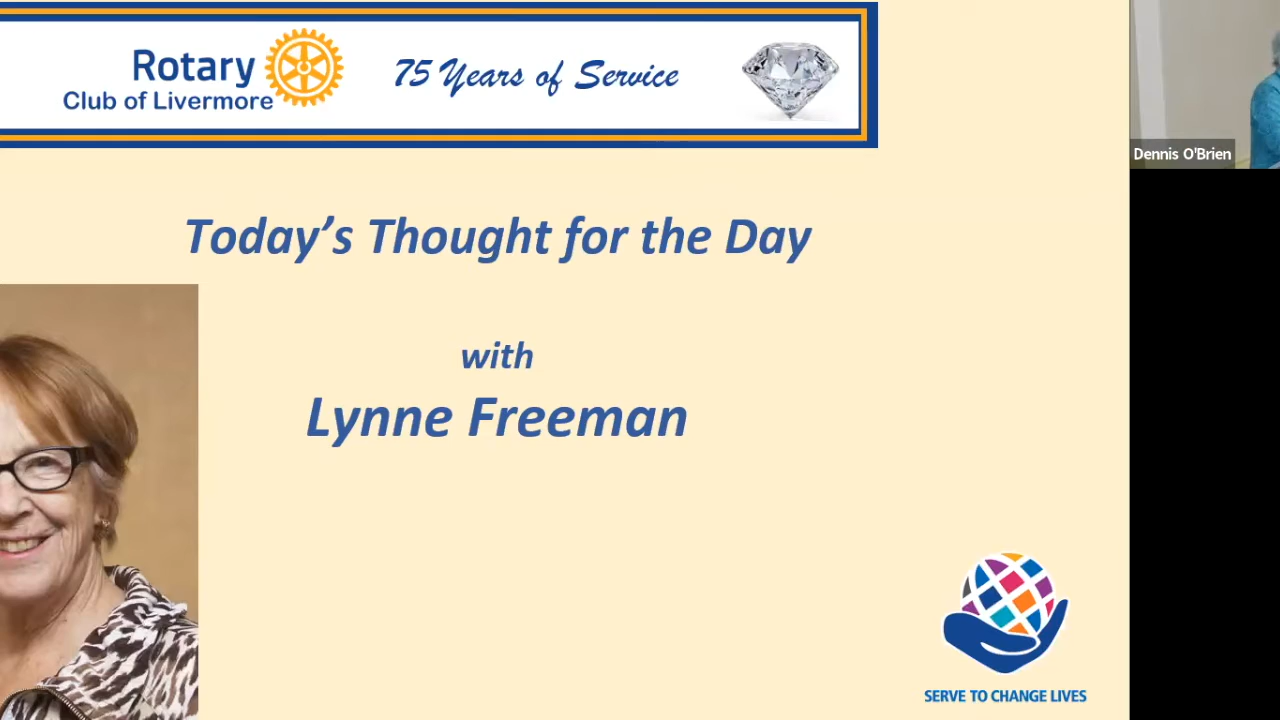 Rotary
Club of Livermore
75 Years of Service
Dennis O'Brien
Today's Thought for the Day
with
Lynne Freeman
SERVE TO CHANGE LIVES